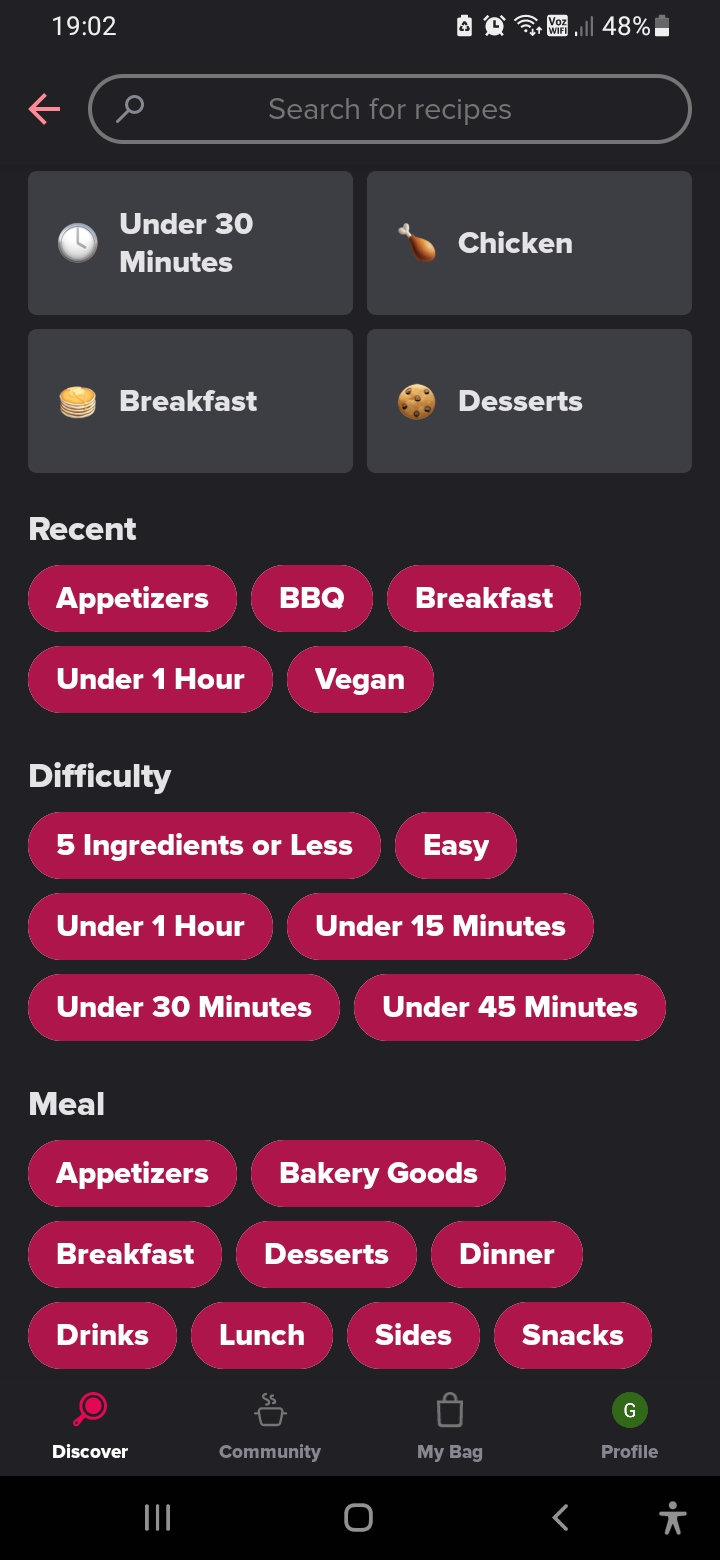 19:02 Voz WiFi 48%
Search for recipes
Under 30
Minutes
Chicken
Breakfast
Desserts
Recent
Appetizers BBQ Breakfast
Under 1 Hour Vegan
Difficulty
5 Ingredients or Less Easy
Under 1 Hour Under 15 Minutes
Under 30 Minutes Under 45 Minutes
Meal
Appetizers Bakery Goods
Breakfast Desserts Dinner
Drinks Lunch Sides Snacks
G
Discover Community My Bag Profile